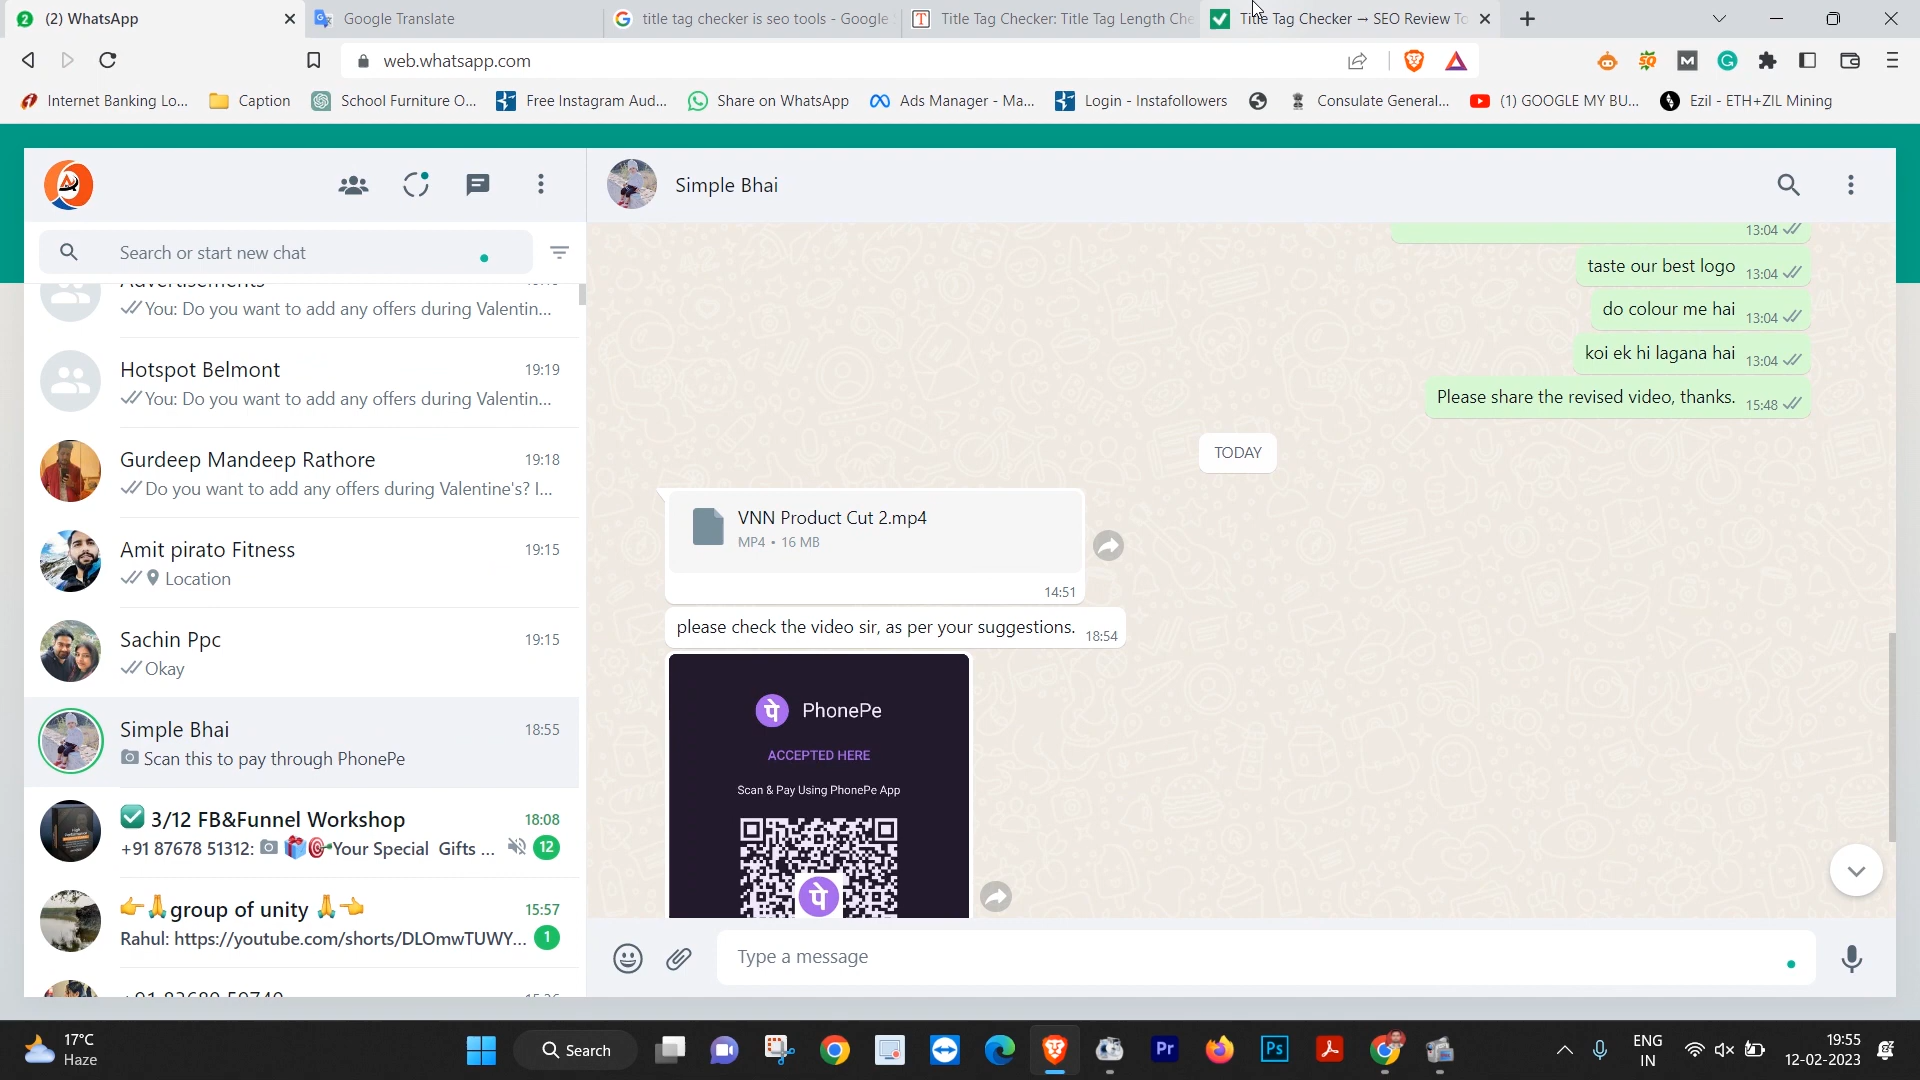 2 (2) WhatsApp
Google Translate
title tag checker is seo tools - Google
Title Tag Checker: Title Tag Length Che
Title Tag Checker → SEO Review To
web.whatsapp.com
Internet Banking Lo...
Caption
School Furniture O...
Free Instagram Aud...
Share on WhatsApp
Ads Manager - Ma...
Login - Instafollowers
Consulate General...
(1) GOOGLE MY BU...
Ezil - ETH+ZIL Mining
Simple Bhai
Search or start new chat
You: Do you want to add any offers during Valentin...
Hotspot Belmont 19:19
You: Do you want to add any offers during Valentin...
Gurdeep Mandeep Rathore 19:18
Do you want to add any offers during Valentine's? I...
Amit pirato Fitness 19:15
Location
Sachin Ppc 19:15
Okay
Simple Bhai 18:55
Scan this to pay through PhonePe
3/12 FB&Funnel Workshop 18:08
+91 87678 51312: Your Special Gifts ... 12
group of unity 15:57
Rahul: https://youtube.com/shorts/DLOmwTUWY... 1
13:04
taste our best logo 13:04
do colour me hai 13:04
koi ek hi lagana hai 13:04
Please share the revised video, thanks. 15:48
TODAY
VNN Product Cut 2.mp4
MP4 • 16 MB
14:51
please check the video sir, as per your suggestions. 18:54
पे PhonePe
ACCEPTED HERE
Scan & Pay Using PhonePe App
पे
Type a message
17°C
Haze
Search
Pr
Ps
ENG
IN
19:55
12-02-2023